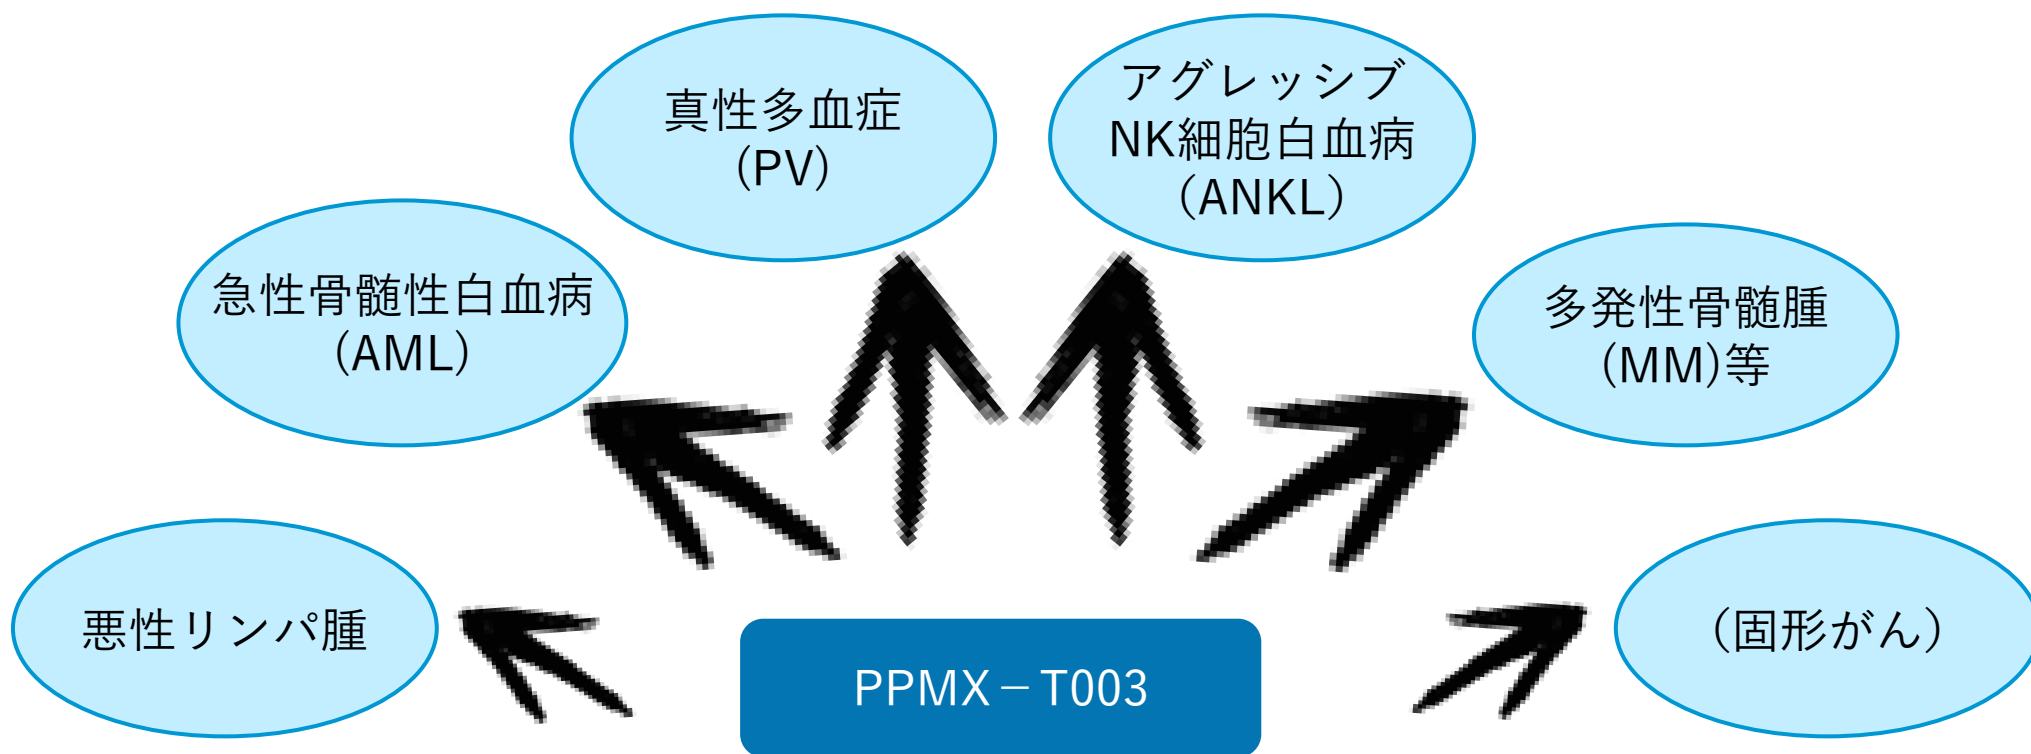 真性多血症
(PV)
アグレッシブ
NK細胞白血病
(ANKL)
急性骨髄性白血病
(AML)
多発性骨髄腫
(MM)等
悪性リンパ腫
(固形がん)
PPMX－T003